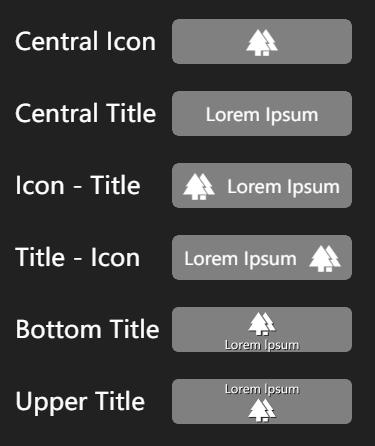 Central Icon
Central Title
Lorem Ipsum
Icon - Title
Lorem Ipsum
Title - Icon
Lorem Ipsum
Bottom Title
Lorem Ipsum
Upper Title
Lorem Ipsum